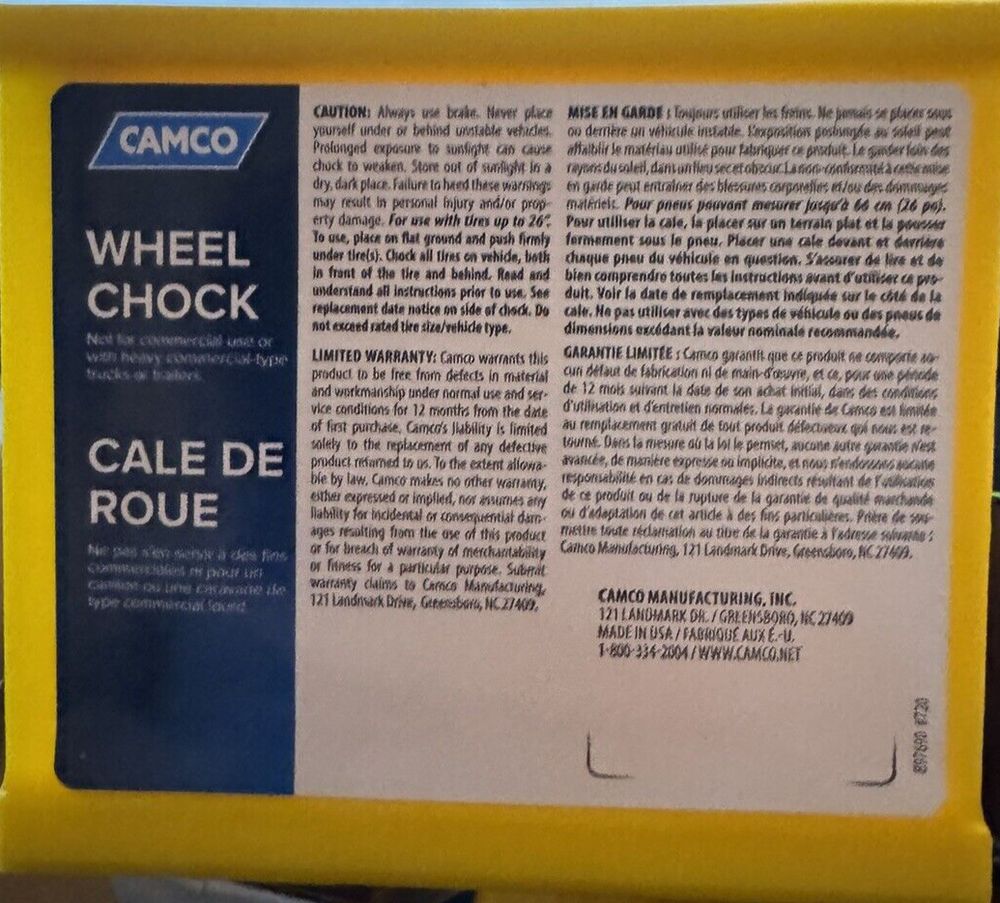 CAMCO
WHEEL
CHOCK
Not for commercial use or
with heavy commercial-type
trucks or trailers.
CALE DE
ROUE
Ne pas s'en servir à des fins
commerciales ni pour un
camion ou une caravane de
type commercial lourd.
CAUTION: Always use brake. Never place
yourself under or behind unstable vehicles.
Prolonged exposure to sunlight can cause
chock to weaken. Store out of sunlight in a
dry, dark place. Failure to heed these warnings
may result in personal injury and/or prop-
erty damage. For use with tires up to 26".
To use, place on flat ground and push firmly
under tire(s). Chock all tires on vehicle, both
in front of the tire and behind. Read and
understand all instructions prior to use. See
replacement date notice on side of chock. Do
not exceed rated tire size/vehicle type.
LIMITED WARRANTY: Camco warrants this
product to be free from defects in material
and workmanship under normal use and ser-
vice conditions for 12 months from the date
of first purchase. Camco's liability is limited
solely to the replacement of any defective
product returned to us. To the extent allowa-
ble by law, Camco makes no other warranty,
either expressed or implied, nor assumes any
liability for incidental or consequential dam-
ages resulting from the use of this product
or for breach of warranty of merchantability
or fitness for a particular purpose. Submit
warranty claims to Camco Manufacturing,
121 Landmark Drive, Greensboro, NC 27409.
MISE EN GARDE : Toujours utiliser les freins. Ne jamais se placer sous
ou derrière un véhicule instable. L'exposition prolongée au soleil peut
affaiblir le matériau utilisé pour fabriquer ce produit. Le garder loin des
rayons du soleil, dans un lieu sec et obscur. La non-conformité à cette mise
en garde peut entraîner des blessures corporelles et/ou des dommages
matériels. Pour pneus pouvant mesurer jusqu'à 66 cm (26 po).
Pour utiliser la cale, la placer sur un terrain plat et la pousser
fermement sous le pneu. Placer une cale devant et derrière
chaque pneu du véhicule en question. S'assurer de lire et de
bien comprendre toutes les instructions avant d'utiliser ce pro-
duit. Voir la date de remplacement indiquée sur le côté de la
cale. Ne pas utiliser avec des types de véhicule ou des pneus de
dimensions excédant la valeur nominale recommandée.
GARANTIE LIMITÉE : Camco garantit que ce produit ne comporte au-
cun défaut de fabrication ni de main-d'œuvre, et ce, pour une période
de 12 mois suivant la date de son achat initial, dans des conditions
d'utilisation et d'entretien normales. La garantie de Camco est limitée
au remplacement gratuit de tout produit défectueux qui nous est re-
tourné. Dans la mesure où la loi le permet, aucune autre garantie n'est
avancée, de manière expresse ou implicite, et nous n'endossons aucune
responsabilité en cas de dommages indirects résultant de l'utilisation
de ce produit ou de la rupture de la garantie de qualité marchande
ou d'adaptation de cet article à des fins particulières. Prière de sou-
mettre toute réclamation au titre de la garantie à l'adresse suivante :
Camco Manufacturing, 121 Landmark Drive, Greensboro, NC 27409.
CAMCO MANUFACTURING, INC.
121 LANDMARK DR. / GREENSBORO, NC 27409
MADE IN USA / FABRIQUÉ AUX É.-U.
1-800-334-2004 / WWW.CAMCO.NET